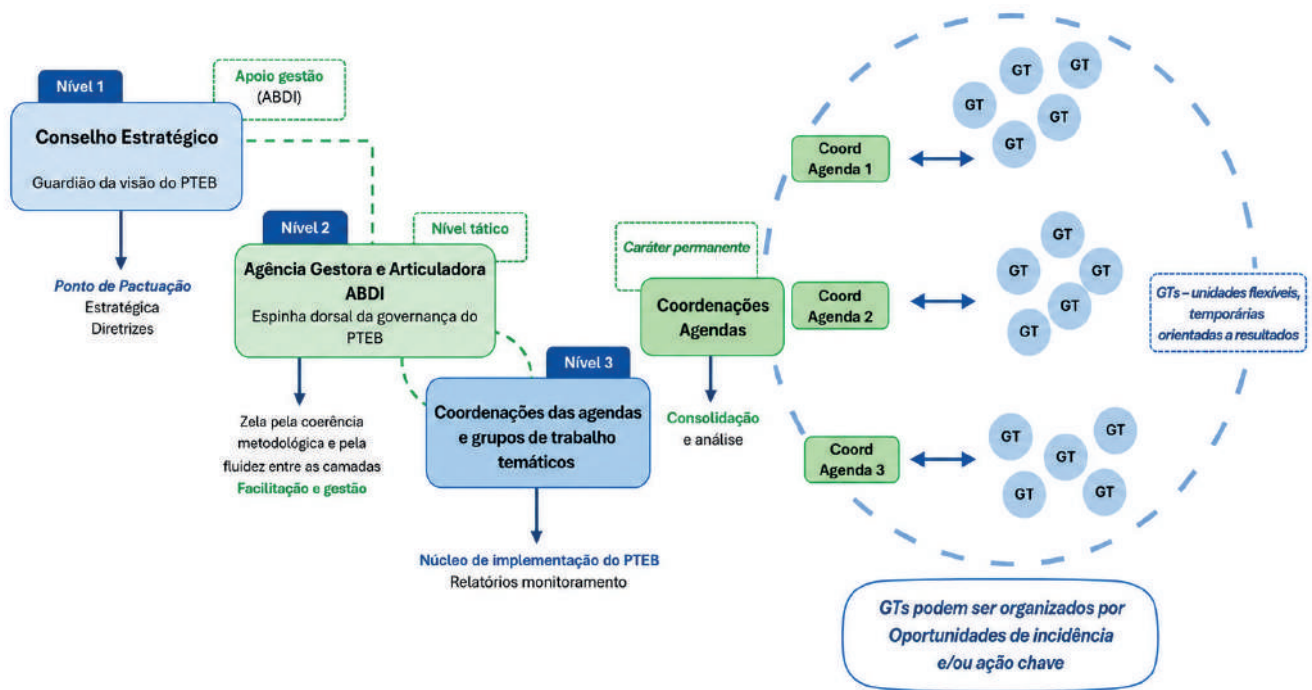 Nível 1
Apoio gestão
(ABDI)
Conselho Estratégico
Guardião da visão do PTEB
Ponto de Pactuação
Estratégica
Diretrizes
Nível 2
Nível tático
Agência Gestora e Articuladora
ABDI
Espinha dorsal da governança do
PTEB
Zela pela coerência
metodológica e pela
fluidez entre as camadas
Facilitação e gestão
Nível 3
Coordenações das agendas
e grupos de trabalho
temáticos
Núcleo de implementação do PTEB
Relatórios monitoramento
Caráter permanente
Coordenações
Agendas
Consolidação
e análise
Coord
Agenda 1
GT
GT
GT
GT
GT
GT
Coord
Agenda 2
GT
GT
GT
GT
GT
Coord
Agenda 3
GT
GT
GT
GT
GT
GTs – unidades flexíveis,
temporárias
orientadas a resultados
GTs podem ser organizados por
Oportunidades de incidência
e/ou ação chave